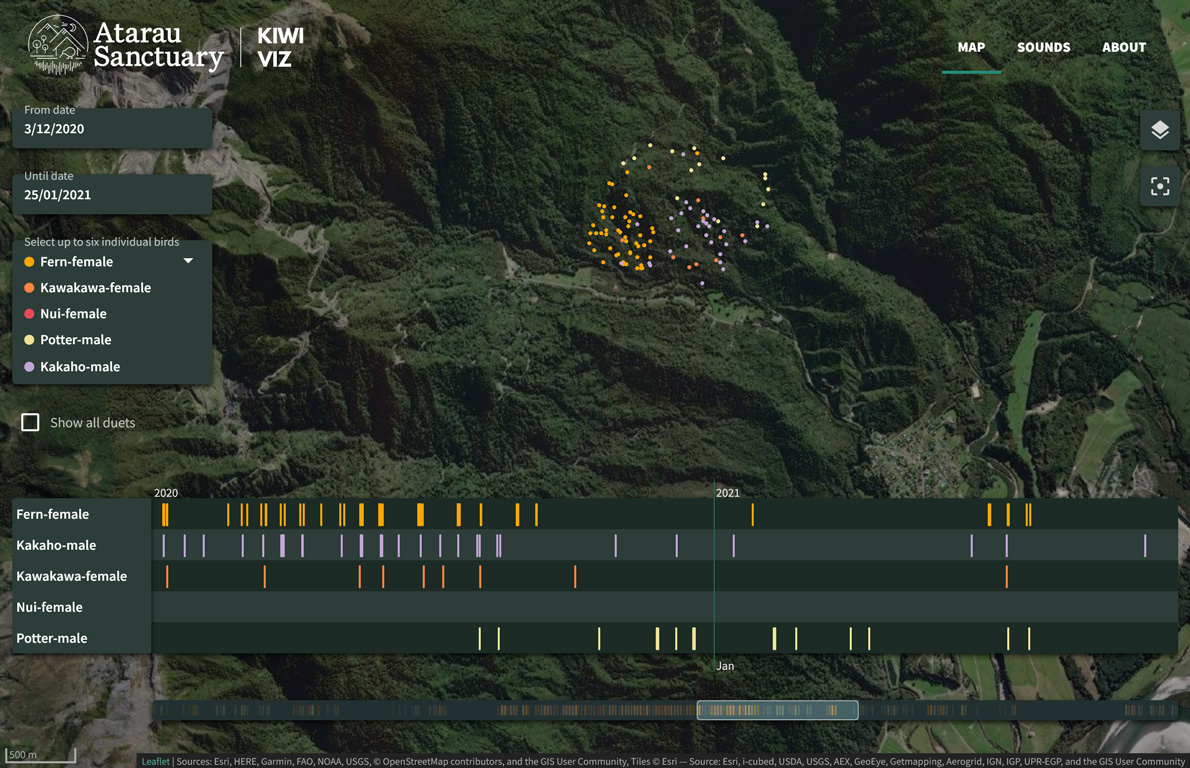 Atarau
Sanctuary
KIWI
VIZ
MAP SOUNDS ABOUT
From date
3/12/2020
Until date
25/01/2021
Select up to six individual birds
Fern-female
Kawakawa-female
Nui-female
Potter-male
Kakaho-male
Show all duets
2020 2021
Fern-female
Kakaho-male
Kawakawa-female
Nui-female
Potter-male
Jan
500 m
Leaflet | Sources: Esri, HERE, Garmin, FAO, NOAA, USGS, © OpenStreetMap contributors, and the GIS User Community, Tiles © Esri — Source: Esri, i-cubed, USDA, USGS, AEX, GeoEye, Getmapping, Aerogrid, IGN, IGP, UPR-EGP, and the GIS User Community